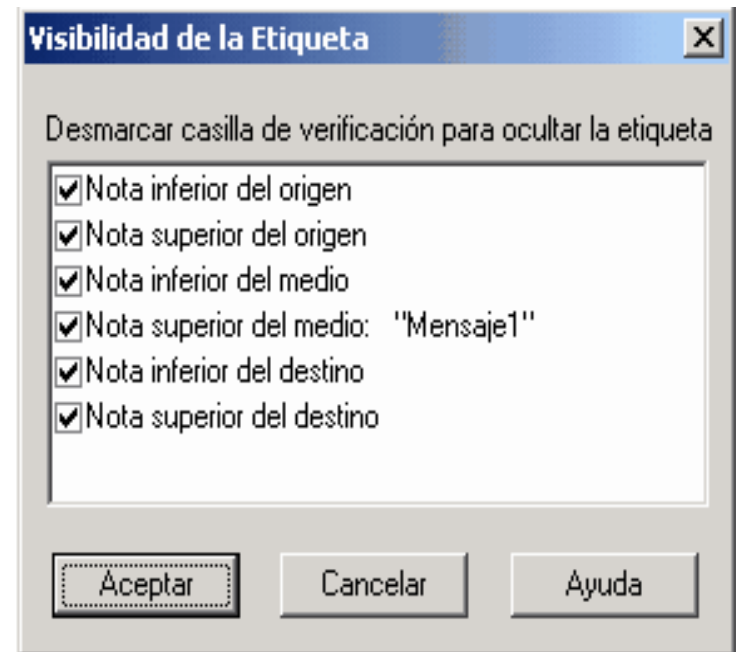 Visibilidad de la Etiqueta
Desmarcar casilla de verificación para ocultar la etiqueta
Nota inferior del origen
Nota superior del origen
Nota inferior del medio
Nota superior del medio: "Mensaje1"
Nota inferior del destino
Nota superior del destino
Aceptar Cancelar Ayuda